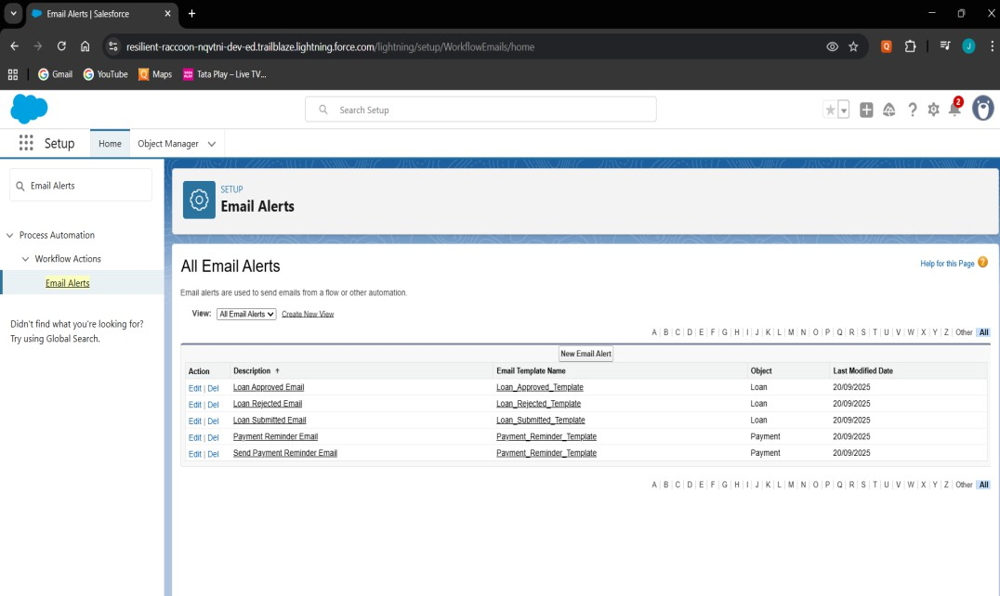 Email Alerts | Salesforce
resilient-raccoon-nqvtni-dev-ed.trailblaze.lightning.force.com/lightning/setup/WorkflowEmails/home
Q
J
Gmail YouTube Maps Tata Play – Live TV...
Search Setup
2
Setup Home Object Manager
Email Alerts
Process Automation
Workflow Actions
Email Alerts
Didn't find what you're looking for?
Try using Global Search.
SETUP
Email Alerts
All Email Alerts
Help for this Page ?
Email alerts are used to send emails from a flow or other automation.
View: All Email Alerts Create New View
A | B | C | D | E | F | G | H | I | J | K | L | M | N | O | P | Q | R | S | T | U | V | W | X | Y | Z | Other | All
New Email Alert
Action Description ↑ Email Template Name Object Last Modified Date
Edit | Del Loan Approved Email Loan_Approved_Template Loan 20/09/2025
Edit | Del Loan Rejected Email Loan_Rejected_Template Loan 20/09/2025
Edit | Del Loan Submitted Email Loan_Submitted_Template Loan 20/09/2025
Edit | Del Payment Reminder Email Payment_Reminder_Template Payment 20/09/2025
Edit | Del Send Payment Reminder Email Payment_Reminder_Template Payment 20/09/2025
A | B | C | D | E | F | G | H | I | J | K | L | M | N | O | P | Q | R | S | T | U | V | W | X | Y | Z | Other | All